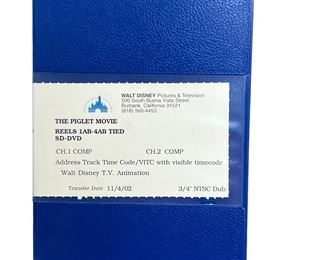 WALT DISNEY Pictures & Television
500 South Buena Vista Street
Burbank, California 91521
(818) 560-4453
THE PIGLET MOVIE
REELS 1AB-4AB TIED
SD-DVD
CH.1 COMP CH.2 COMP
Address Track Time Code/VITC with visible timecode
Walt Disney T.V. Animation
Transfer Date 11/4/02 3/4" NTSC Dub